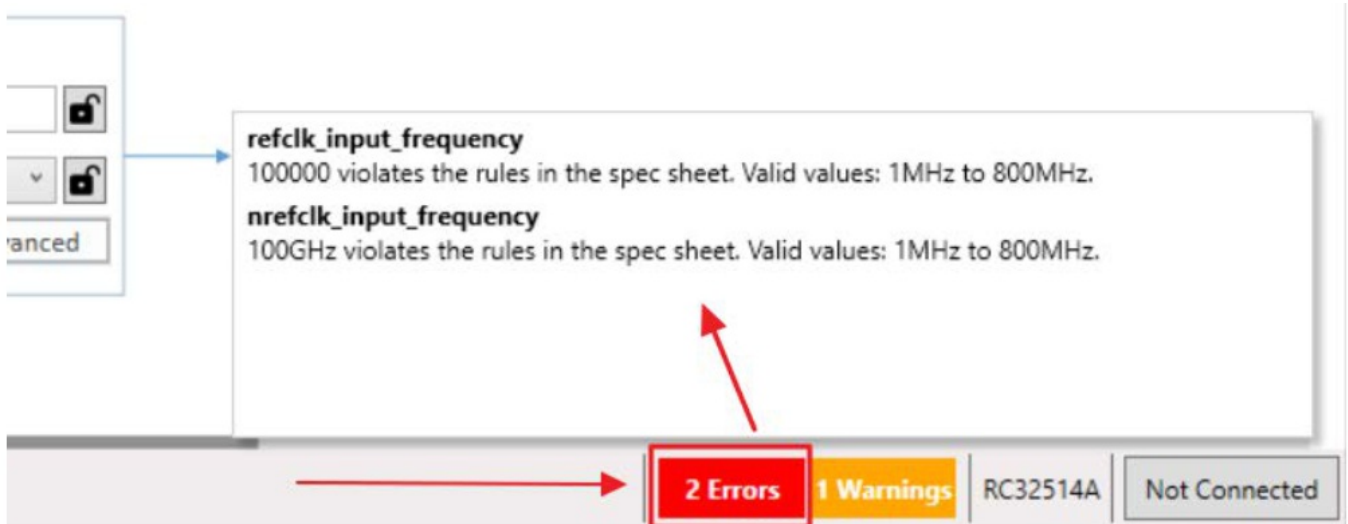 refclk_input_frequency
100000 violates the rules in the spec sheet. Valid values: 1MHz to 800MHz.
nrefclk_input_frequency
100GHz violates the rules in the spec sheet. Valid values: 1MHz to 800MHz.
vanced
2 Errors
1 Warnings
RC32514A
Not Connected